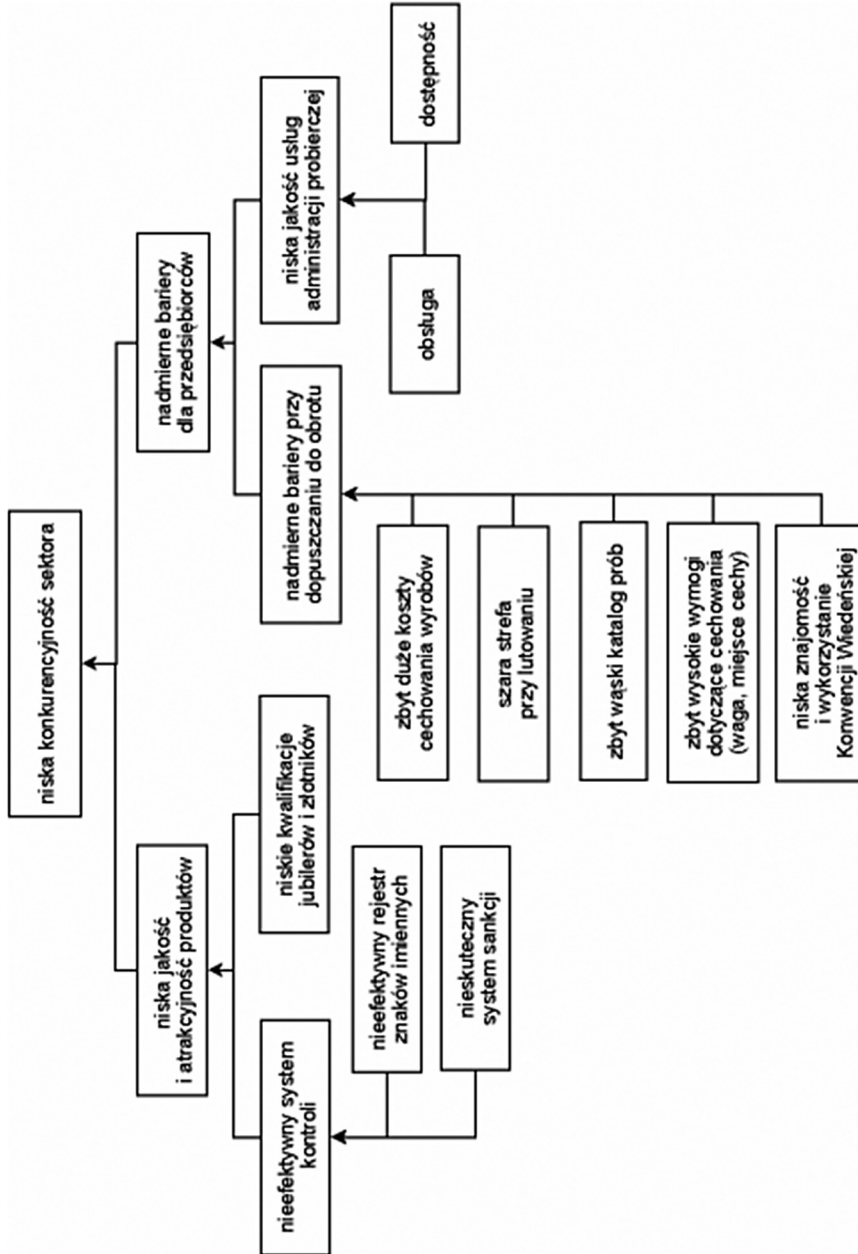 niska konkurencyjność sektora
niska jakość
i atrakcyjność produktów
nadmierne bariery
dla przedsiębiorców
nieefektywny system
kontroli
niskie kwalifikacje
jubilerów i złotników
nadmierne bariery przy
dopuszczaniu do obrotu
niska jakość usług
administracji probierczej
nieefektywny rejestr
znaków imiennych
nieskuteczny
system sankcji
zbyt duże koszty
cechowania wyrobów
szara strefa
przy lutowaniu
zbyt wąski katalog prób
zbyt wysokie wymogi
dotyczące cechowania
(waga, miejsce cechy)
niska znajomość
i wykorzystanie
Konwencji Wiedeńskiej
obsługa
dostępność